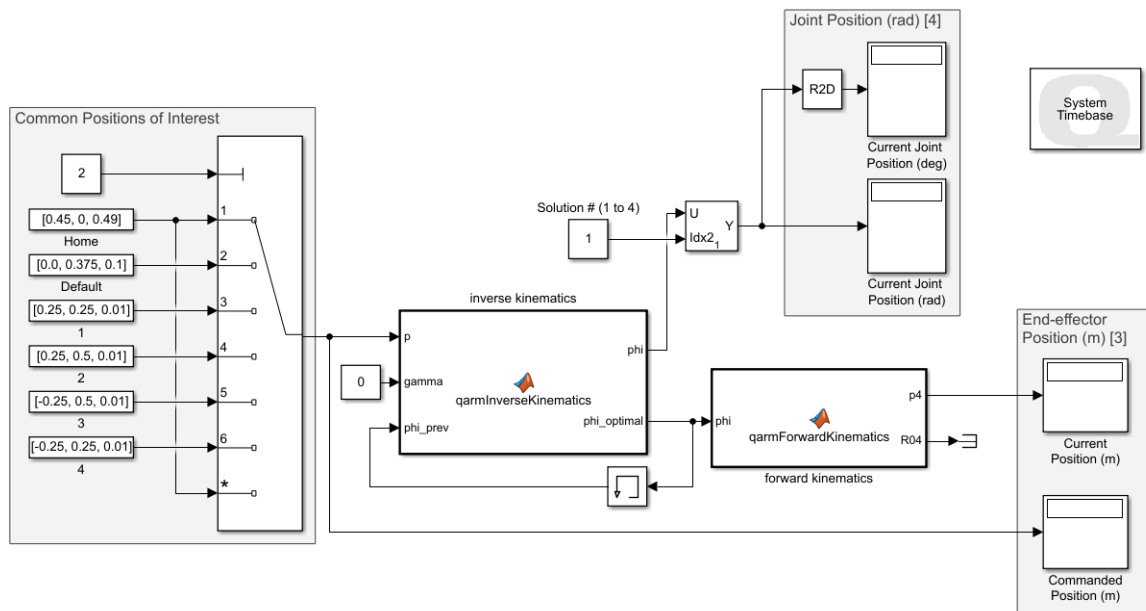 Common Positions of Interest
2
[0.45, 0, 0.49]
Home
[0.0, 0.375, 0.1]
Default
[0.25, 0.25, 0.01]
1
[0.25, 0.5, 0.01]
2
[-0.25, 0.5, 0.01]
3
[-0.25, 0.25, 0.01]
4
1
2
3
4
5
6
*
inverse kinematics
p
gamma
phi_prev
qarmInverseKinematics
phi
phi_optimal
0
Solution # (1 to 4)
1
U
Idx2
1
Y
Joint Position (rad) [4]
R2D
Current Joint
Position (deg)
Current Joint
Position (rad)
System
Timebase
phi
qarmForwardKinematics
p4
R04
forward kinematics
End-effector
Position (m) [3]
Current
Position (m)
Commanded
Position (m)